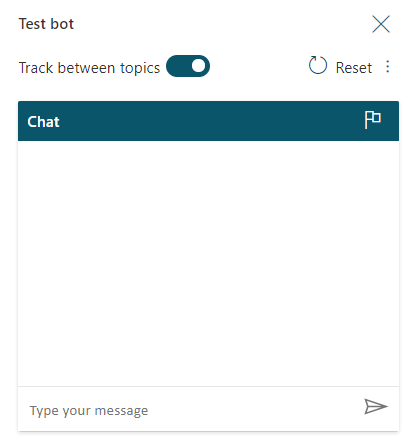 Test bot
Track between topics Reset
Chat
Type your message